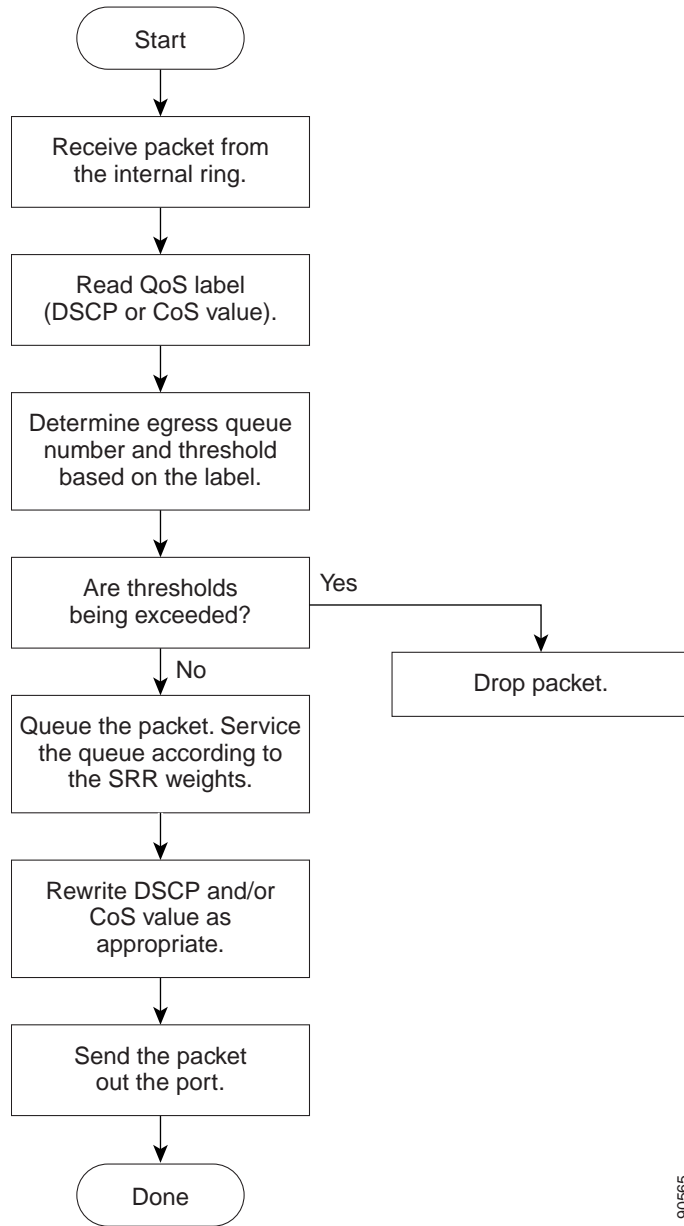 Start
Receive packet from
the internal ring.
Read QoS label
(DSCP or CoS value).
Determine egress queue
number and threshold
based on the label.
Are thresholds
being exceeded?
Yes
No
Drop packet.
Queue the packet. Service
the queue according to
the SRR weights.
Rewrite DSCP and/or
CoS value as
appropriate.
Send the packet
out the port.
Done
90565